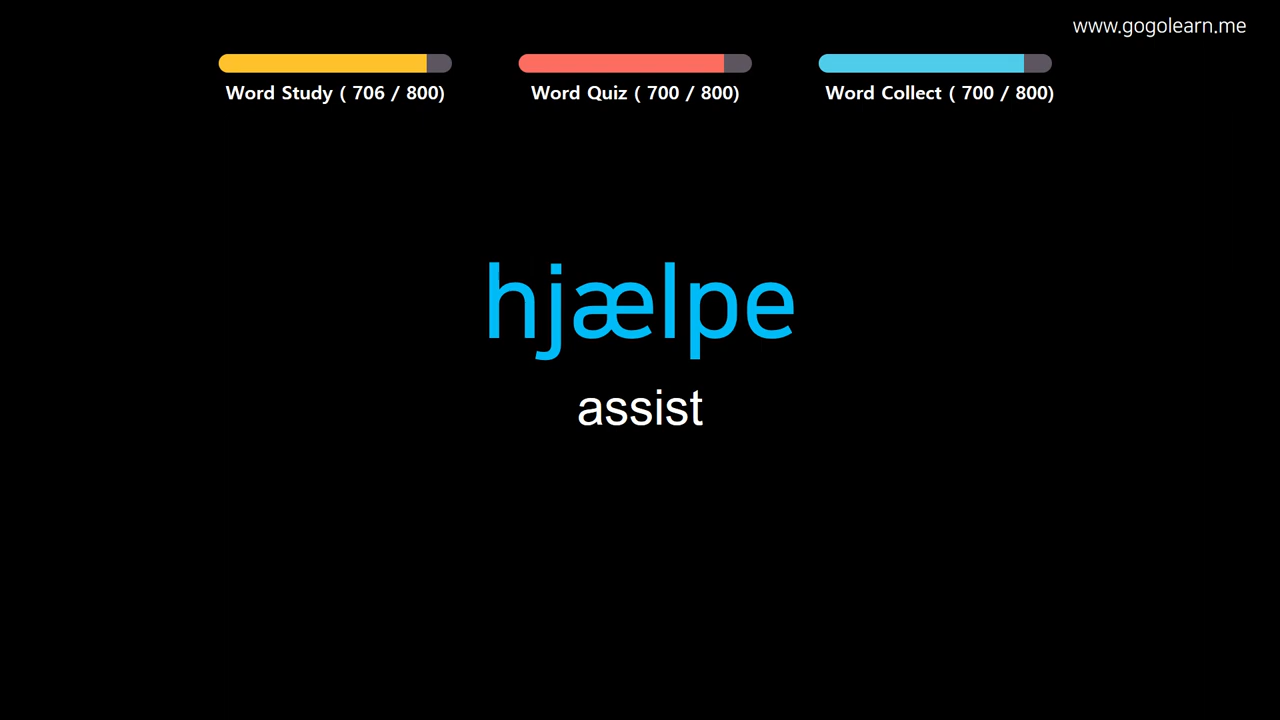 www.gogolearn.me
Word Study ( 706 / 800)
Word Quiz ( 700 / 800)
Word Collect ( 700 / 800)
hjælpe
assist